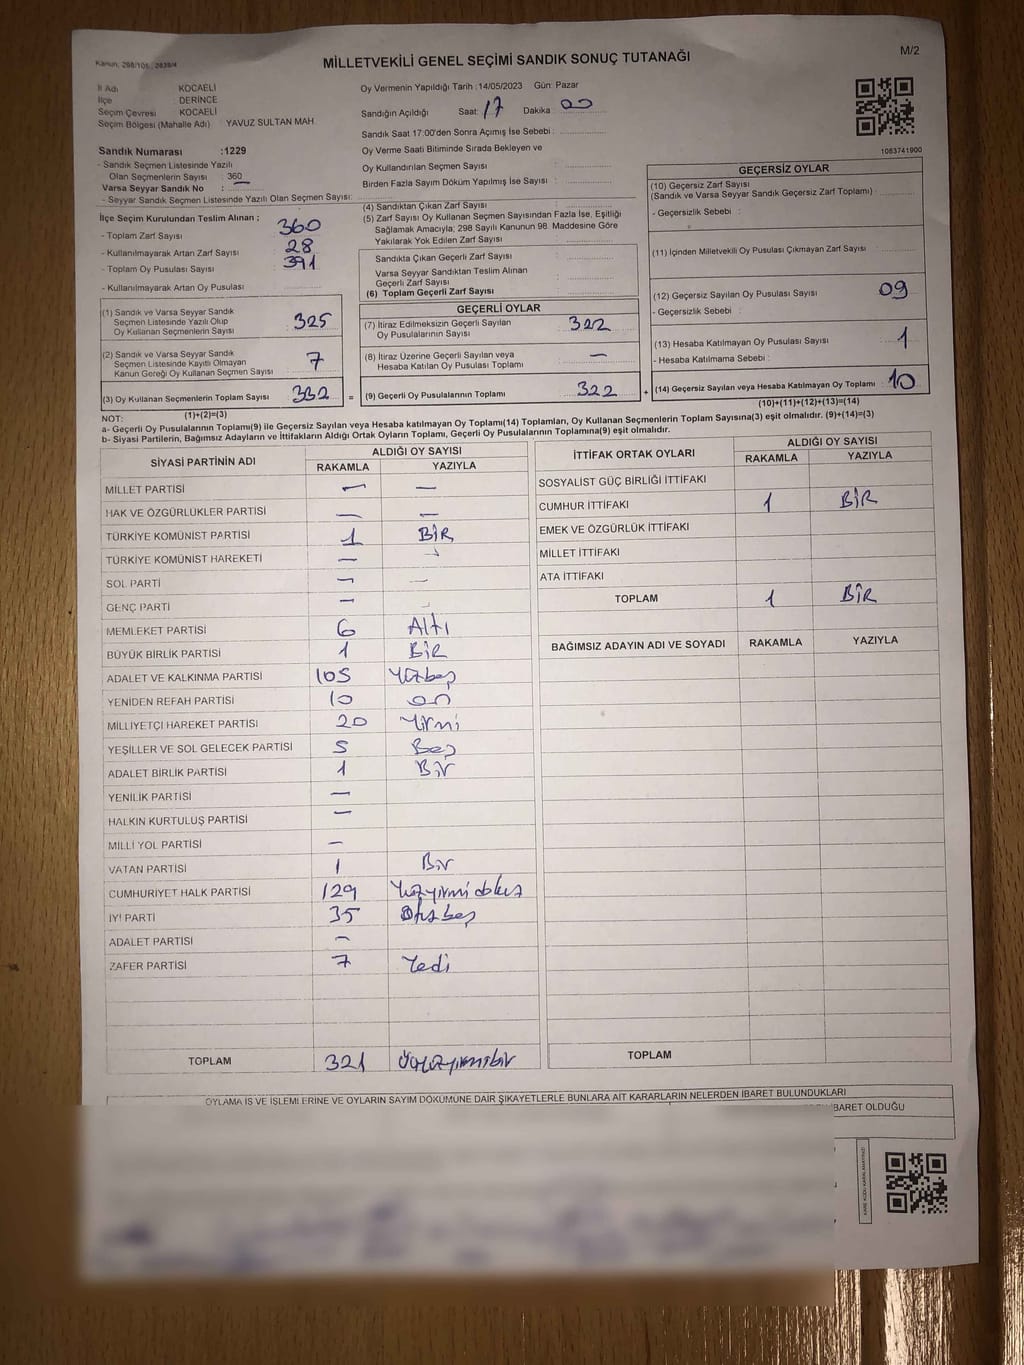 Kanun, 298/105, 2839/4
MİLLETVEKİLİ GENEL SEÇİMİ SANDIK SONUÇ TUTANAĞI
M/2
İl Adı KOCAELİ
İlçe DERİNCE
Seçim Çevresi KOCAELİ
Seçim Bölgesi (Mahalle Adı) YAVUZ SULTAN MAH.
Sandık Numarası :1229
- Sandık Seçmen Listesinde Yazılı
Olan Seçmenlerin Sayısı : 360
Varsa Seyyar Sandık No :
- Seyyar Sandık Seçmen Listesinde Yazılı Olan Seçmen Sayısı:
Oy Vermenin Yapıldığı Tarih :14/05/2023 Gün: Pazar
Sandığın Açıldığı Saat: 17 Dakika 00
Sandık Saat 17:00'den Sonra Açımış İse Sebebi :
Oy Verme Saati Bitiminde Sırada Bekleyen ve
Oy Kullandırılan Seçmen Sayısı :
Birden Fazla Sayım Döküm Yapılmış İse Sayısı :
1083741900
İlçe Seçim Kurulundan Teslim Alınan ;
- Toplam Zarf Sayısı : 360
- Kullanılmayarak Artan Zarf Sayısı : 28
- Toplam Oy Pusulası Sayısı : 391
- Kullanılmayarak Artan Oy Pusulası
(4) Sandıktan Çıkan Zarf Sayısı :
(5) Zarf Sayısı Oy Kullanan Seçmen Sayısından Fazla İse, Eşitliği
Sağlamak Amacıyla; 298 Sayılı Kanunun 98. Maddesine Göre
Yakılarak Yok Edilen Zarf Sayısı :
Sandıkta Çıkan Geçerli Zarf Sayısı :
Varsa Seyyar Sandıktan Teslim Alınan
Geçerli Zarf Sayısı :
(6) Toplam Geçerli Zarf Sayısı :
GEÇERSİZ OYLAR
(10) Geçersiz Zarf Sayısı
(Sandık ve Varsa Seyyar Sandık Geçersiz Zarf Toplamı) :
- Geçersizlik Sebebi :
(11) İçinden Milletvekili Oy Pusulası Çıkmayan Zarf Sayısı
(12) Geçersiz Sayılan Oy Pusulası Sayısı : 09
- Geçersizlik Sebebi :
(13) Hesaba Katılmayan Oy Pusulası Sayısı : 1
- Hesaba Katılmama Sebebi :
(14) Geçersiz Sayılan veya Hesaba Katılmayan Oy Toplamı : 10
(10)+(11)+(12)+(13)=(14)
(1) Sandık ve Varsa Seyyar Sandık
Seçmen Listesinde Yazılı Olup
Oy Kullanan Seçmenlerin Sayısı : 325
(2) Sandık ve Varsa Seyyar Sandık
Seçmen Listesinde Kayıtlı Olmayan
Kanun Gereği Oy Kullanan Seçmen Sayısı : 7
(3) Oy Kullanan Seçmenlerin Toplam Sayısı : 332
(1)+(2)=(3)
GEÇERLİ OYLAR
(7) İtiraz Edilmeksizin Geçerli Sayılan
Oy Pusulalarının Sayısı : 322
(8) İtiraz Üzerine Geçerli Sayılan veya
Hesaba Katılan Oy Pusulası Toplamı : —
= (9) Geçerli Oy Pusulalarının Toplamı : 322 +
NOT:
a- Geçerli Oy Pusulalarının Toplamı(9) ile Geçersiz Sayılan veya Hesaba katılmayan Oy Toplamı(14) Toplamları, Oy Kullanan Seçmenlerin Toplam Sayısına(3) eşit olmalıdır. (9)+(14)=(3)
b- Siyasi Partilerin, Bağımsız Adayların ve İttifakların Aldığı Ortak Oyların Toplamı, Geçerli Oy Pusulalarının Toplamına(9) eşit olmalıdır.
SİYASİ PARTİNİN ADI ALDIĞI OY SAYISI
RAKAMLA YAZIYLA
MİLLET PARTİSİ — —
HAK VE ÖZGÜRLÜKLER PARTİSİ — —
TÜRKİYE KOMÜNİST PARTİSİ 1 BİR
TÜRKİYE KOMÜNİST HAREKETİ — —
SOL PARTİ — —
GENÇ PARTİ — —
MEMLEKET PARTİSİ 6 Altı
BÜYÜK BİRLİK PARTİSİ 1 BİR
ADALET VE KALKINMA PARTİSİ 105 Yüzbeş
YENİDEN REFAH PARTİSİ 10 on
MİLLİYETÇİ HAREKET PARTİSİ 20 Yirmi
YEŞİLLER VE SOL GELECEK PARTİSİ 5 Beş
ADALET BİRLİK PARTİSİ 1 Bir
YENİLİK PARTİSİ —
HALKIN KURTULUŞ PARTİSİ —
MİLLİ YOL PARTİSİ —
VATAN PARTİSİ 1 Bir
CUMHURİYET HALK PARTİSİ 129 Yüzyirmidokuz
İYİ PARTİ 35 Otuzbeş
ADALET PARTİSİ —
ZAFER PARTİSİ 7 Yedi
TOPLAM 321 Üçyüzyirmibir
İTTİFAK ORTAK OYLARI ALDIĞI OY SAYISI
RAKAMLA YAZIYLA
SOSYALİST GÜÇ BİRLİĞİ İTTİFAKI
CUMHUR İTTİFAKI 1 BİR
EMEK VE ÖZGÜRLÜK İTTİFAKI
MİLLET İTTİFAKI
ATA İTTİFAKI
TOPLAM 1 BİR
BAĞIMSIZ ADAYIN ADI VE SOYADI RAKAMLA YAZIYLA
TOPLAM
OYLAMA İŞ VE İŞLEMLERİNE VE OYLARIN SAYIM DÖKÜMÜNE DAİR ŞİKAYETLERLE BUNLARA AİT KARARLARIN NELERDEN İBARET BULUNDUKLARI
İBARET OLDUĞU